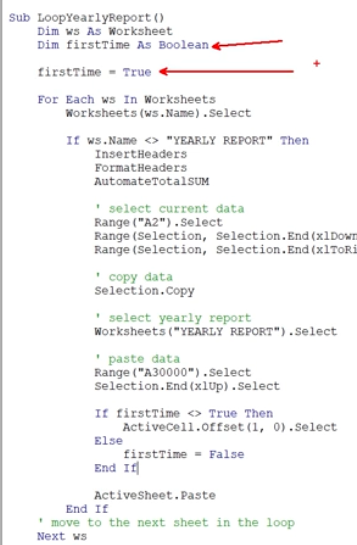 Sub LoopYearlyReport()
Dim ws As Worksheet
Dim firstTime As Boolean
firstTime = True
For Each ws In Worksheets
Worksheets(ws.Name).Select
If ws.Name <> "YEARLY REPORT" Then
InsertHeaders
FormatHeaders
AutomateTotalSUM
' select current data
Range("A2").Select
Range(Selection, Selection.End(xlDown
Range(Selection, Selection.End(xlToRi
' copy data
Selection.Copy
' select yearly report
Worksheets("YEARLY REPORT").Select
' paste data
Range("A30000").Select
Selection.End(xlUp).Select
If firstTime <> True Then
ActiveCell.Offset(1, 0).Select
Else
firstTime = False
End If
ActiveSheet.Paste
End If
' move to the next sheet in the loop
Next ws